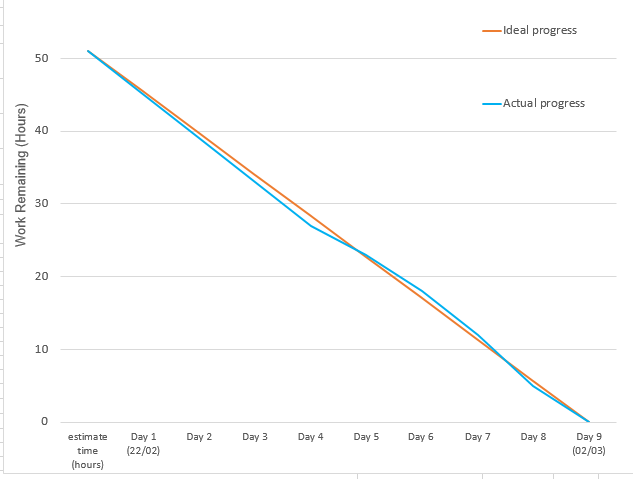 Ideal progress
Actual progress
Work Remaining (Hours)
50
40
30
20
10
0
estimate time (hours)
Day 1 (22/02)
Day 2
Day 3
Day 4
Day 5
Day 6
Day 7
Day 8
Day 9 (02/03)